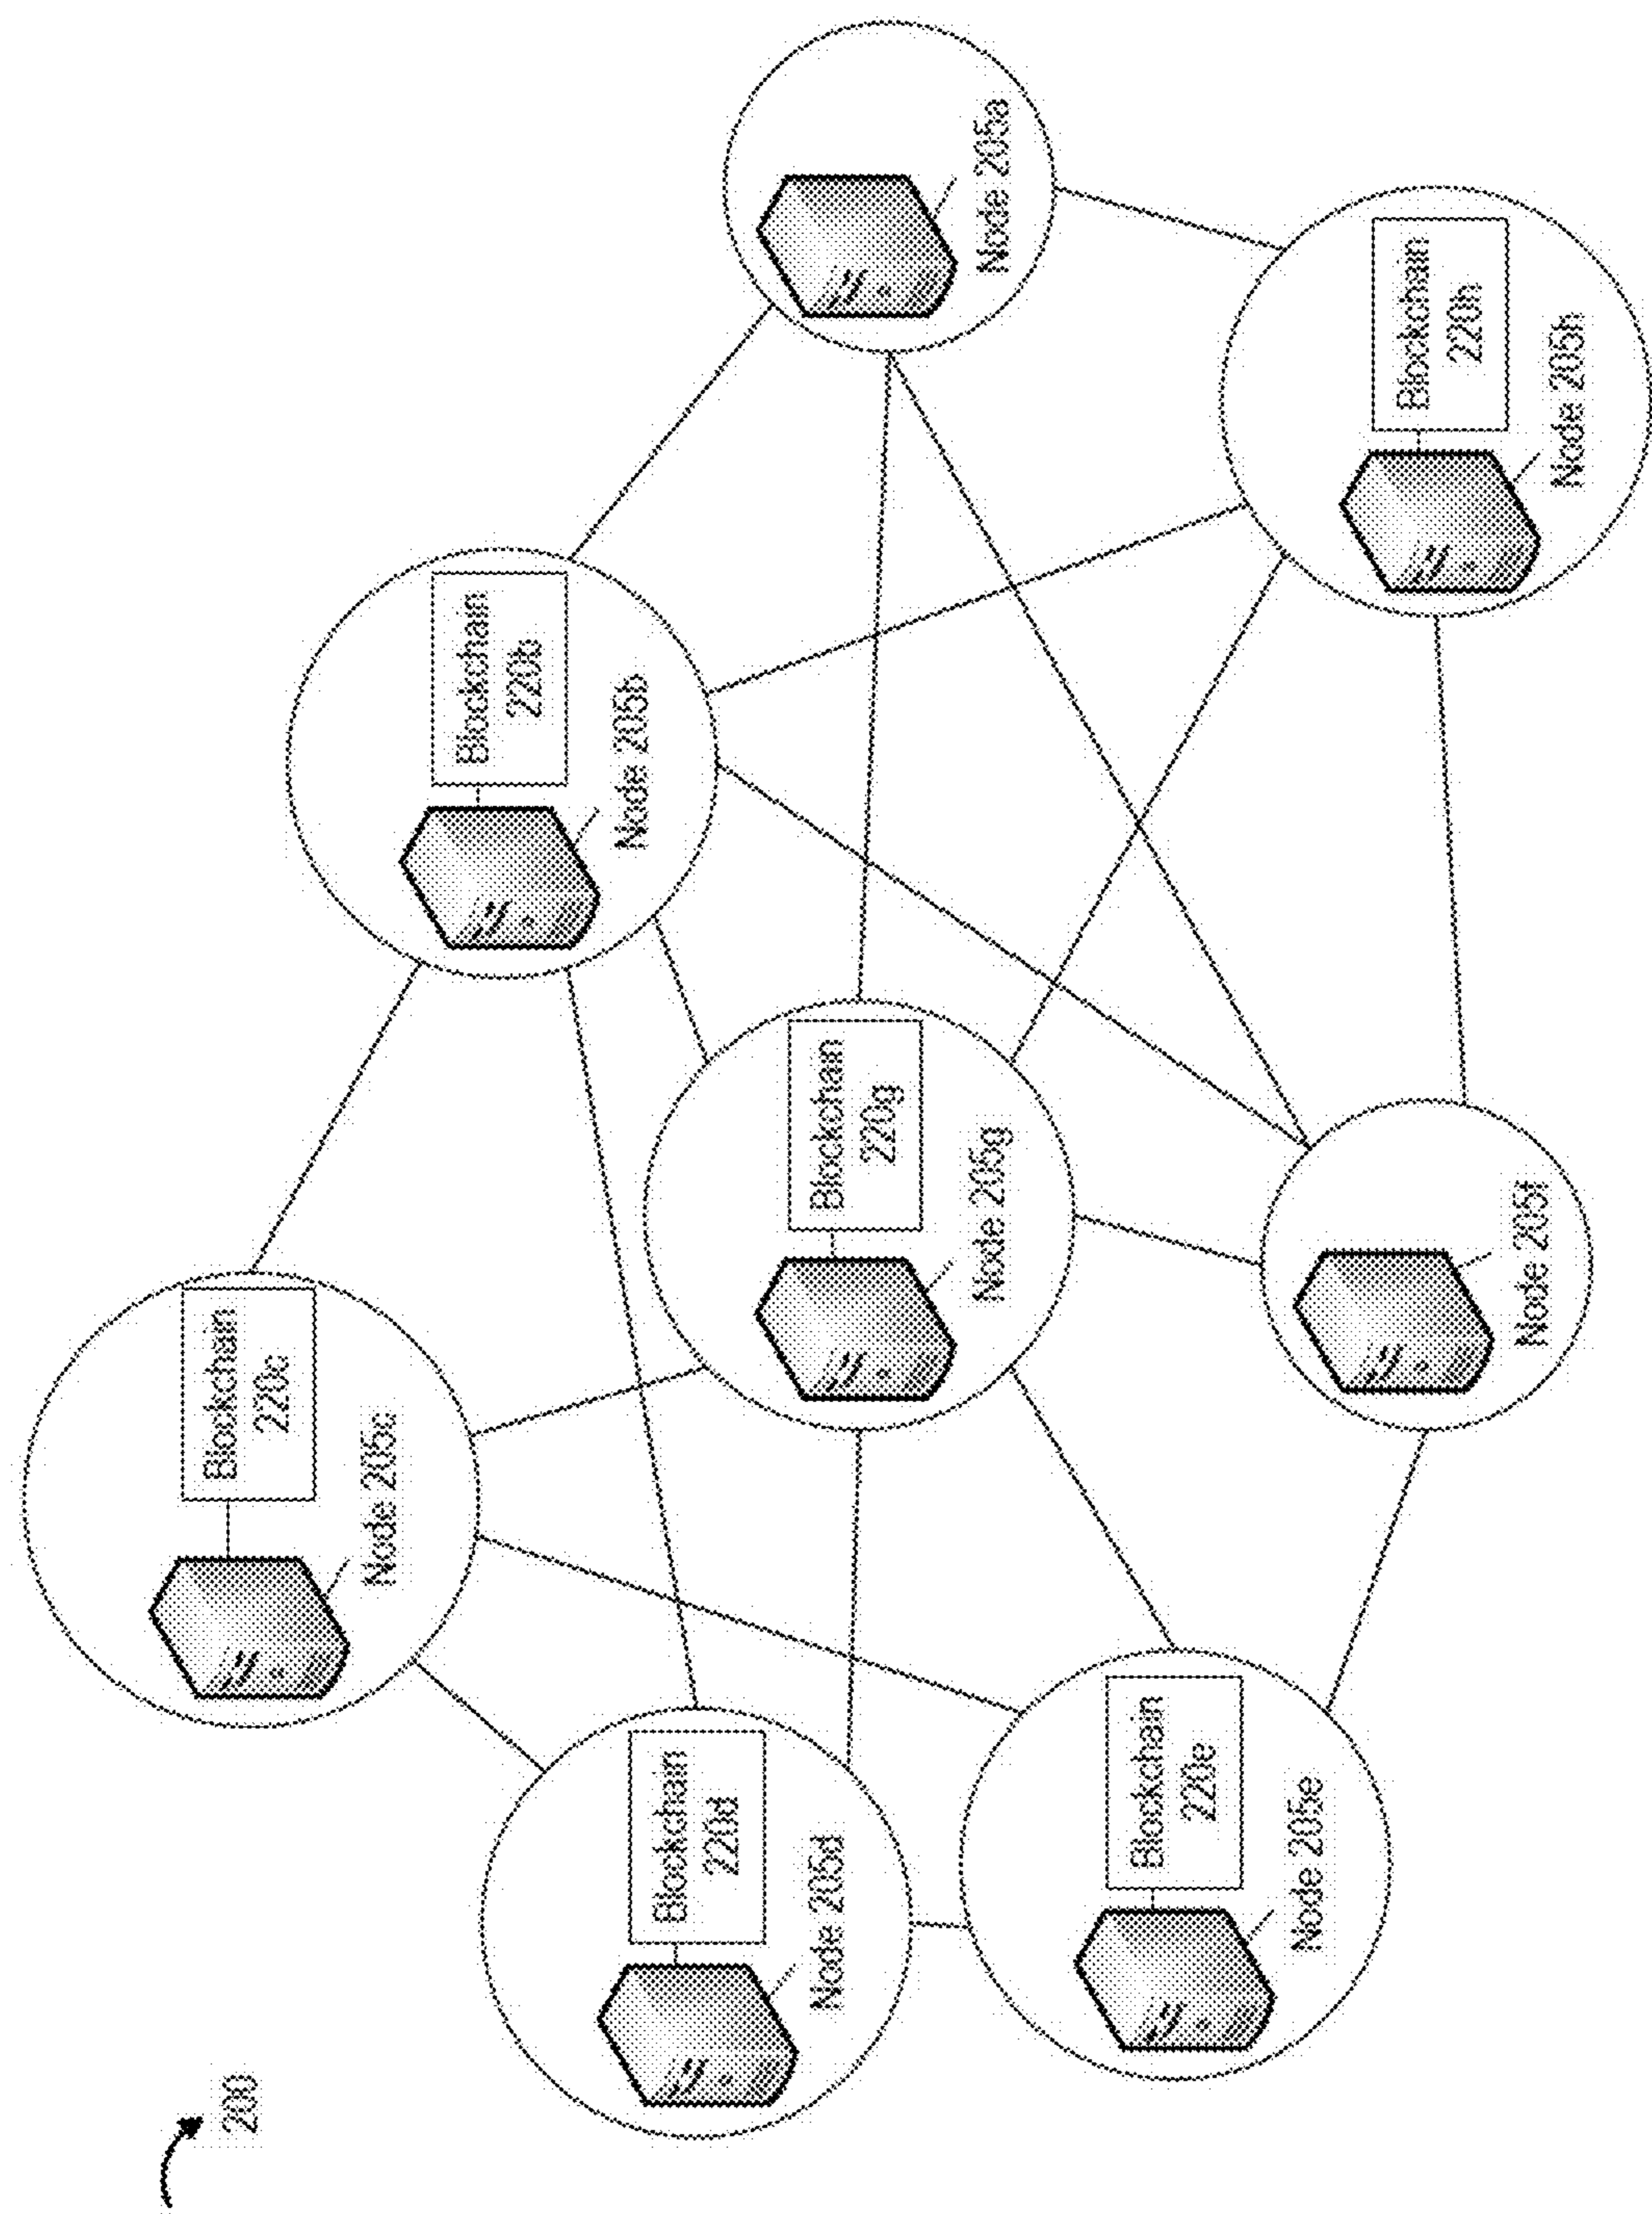 200
Blockchain
220c
Node 205c
Blockchain
220d
Node 205d
Blockchain
220b
Node 205b
Blockchain
220g
Node 205g
Node 205a
Blockchain
220e
Node 205e
Node 205f
Blockchain
220h
Node 205h